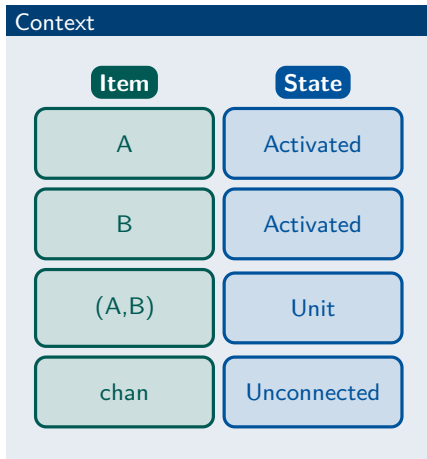 Context
Item State
A Activated
B Activated
(A,B) Unit
chan Unconnected